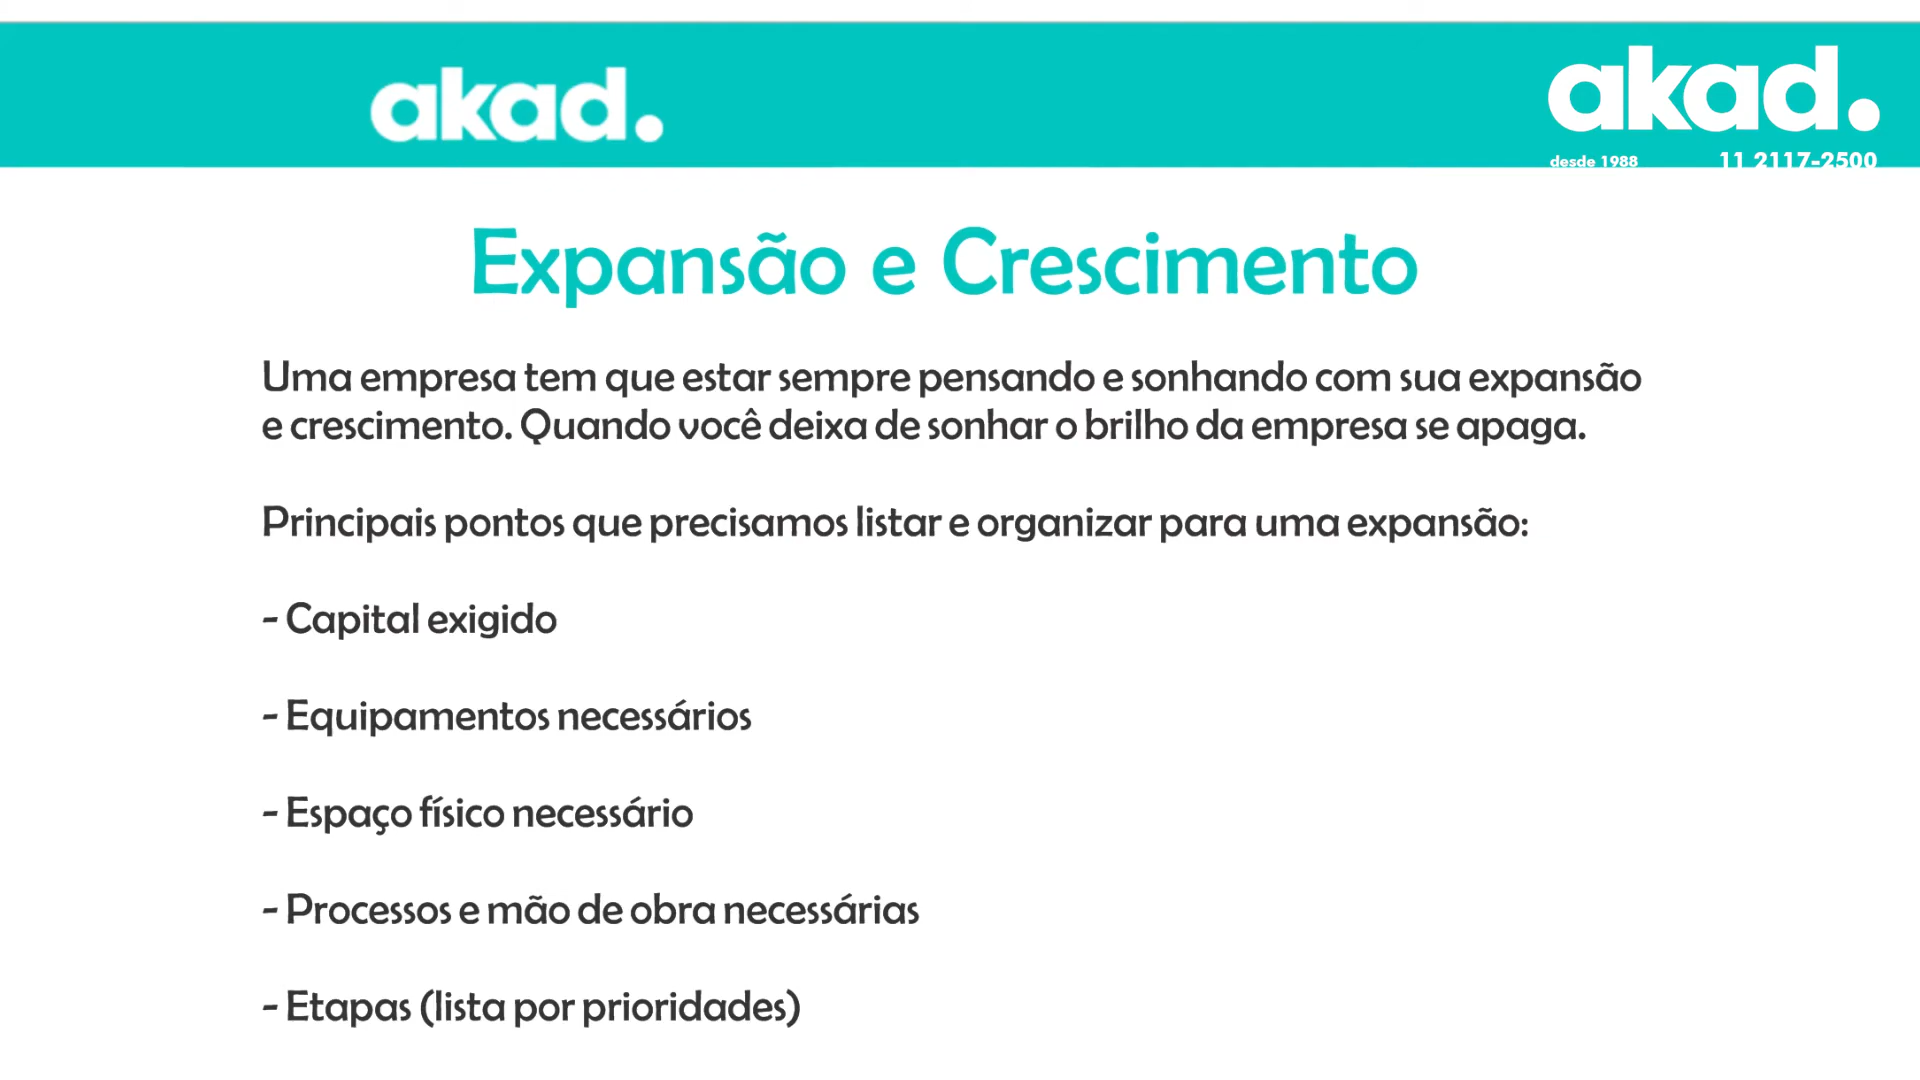 akad.
akad.
desde 1988 11 2117-2500
Expansão e Crescimento
Uma empresa tem que estar sempre pensando e sonhando com sua expansão
e crescimento. Quando você deixa de sonhar o brilho da empresa se apaga.
Principais pontos que precisamos listar e organizar para uma expansão:
- Capital exigido
- Equipamentos necessários
- Espaço físico necessário
- Processos e mão de obra necessárias
- Etapas (lista por prioridades)